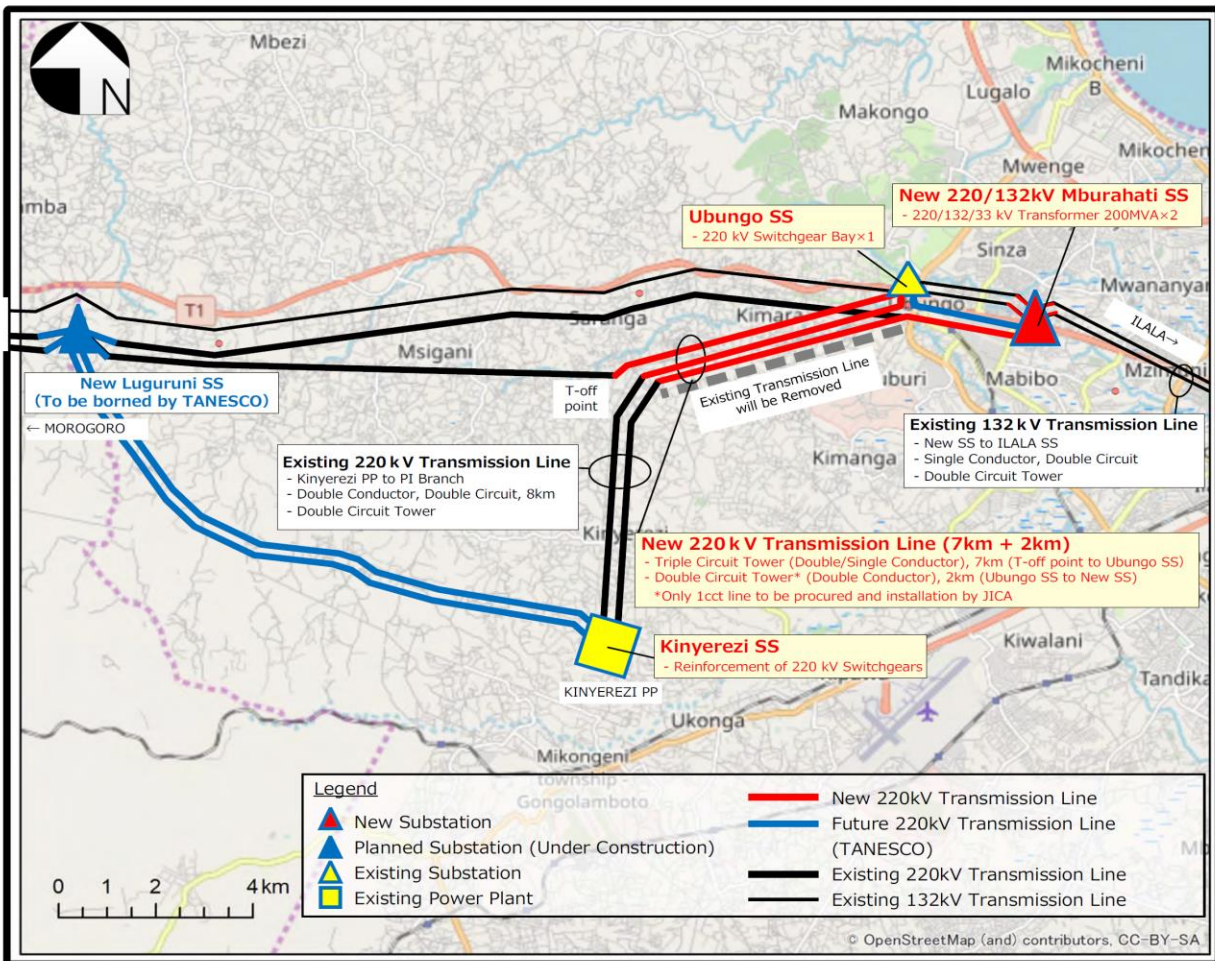 N
Mbezi
Mikocheni
B
Lugalo
Makongo
Mwenge
Mikochen
amba
New 220/132kV Mburahati SS
- 220/132/33 kV Transformer 200MVA×2
Ubungo SS
- 220 kV Switchgear Bay×1
Sinza
Mwananyar
T1
Saranga
Kimara
ILALA→
Msigani
New Luguruni SS
(To be borned by TANESCO)
← MOROGORO
T-off
point
Existing Transmission Line
will be Removed
uburi
Mabibo
Mzim
Existing 132kV Transmission Line
- New SS to ILALA SS
- Single Conductor, Double Circuit
- Double Circuit Tower
Kimanga
Existing 220kV Transmission Line
- Kinyerezi PP to PI Branch
- Double Conductor, Double Circuit, 8km
- Double Circuit Tower
Kinyerezi
New 220kV Transmission Line (7km + 2km)
- Triple Circuit Tower (Double/Single Conductor), 7km (T-off point to Ubungo SS)
- Double Circuit Tower* (Double Conductor), 2km (Ubungo SS to New SS)
*Only 1cct line to be procured and installation by JICA
Kinyerezi SS
- Reinforcement of 220 kV Switchgears
KINYEREZI PP
Kiwalani
Tandika
Ukonga
Mikongeni
township -
Gongolamboto
Legend
New Substation
Planned Substation (Under Construction)
Existing Substation
Existing Power Plant
New 220kV Transmission Line
Future 220kV Transmission Line
(TANESCO)
Existing 220kV Transmission Line
Existing 132kV Transmission Line
0 1 2 4km
© OpenStreetMap (and) contributors, CC-BY-SA